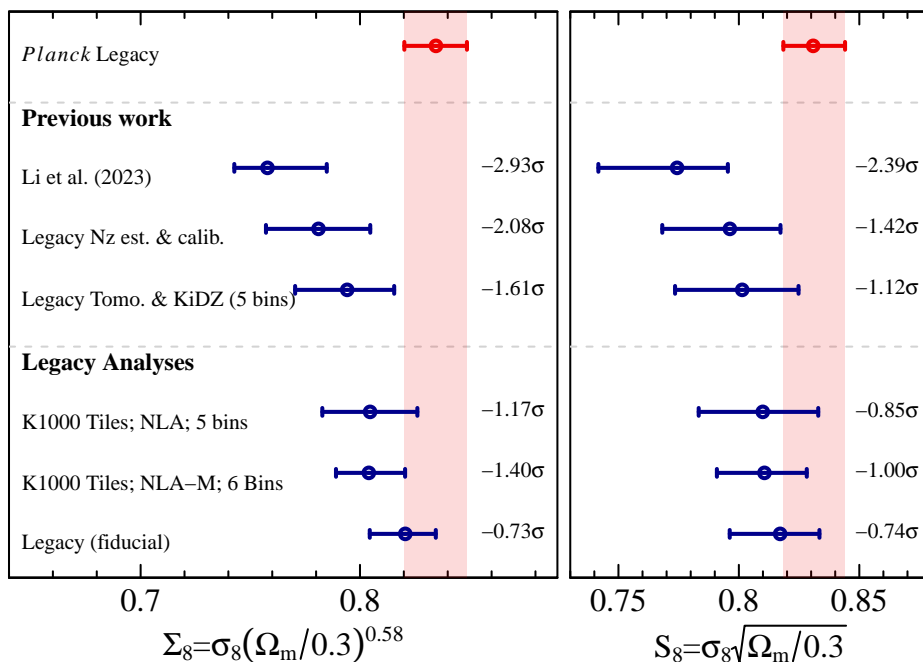 Planck Legacy
Previous work
Li et al. (2023) −2.93σ −2.39σ
Legacy Nz est. & calib. −2.08σ −1.42σ
Legacy Tomo. & KiDZ (5 bins) −1.61σ −1.12σ
Legacy Analyses
K1000 Tiles; NLA; 5 bins −1.17σ −0.85σ
K1000 Tiles; NLA−M; 6 Bins −1.40σ −1.00σ
Legacy (fiducial) −0.73σ −0.74σ
0.7 0.8 0.75 0.8 0.85
Σ₈=σ₈(Ωₘ/0.3)^0.58 S₈=σ₈√Ωₘ/0.3